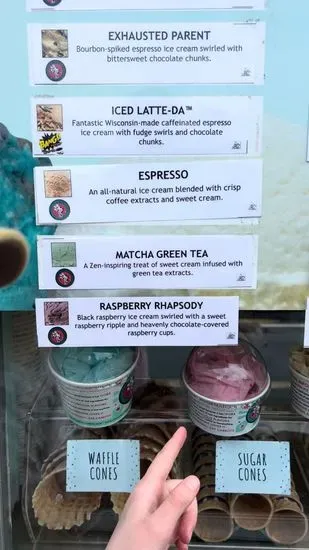 EXHAUSTED PARENT
Bourbon-spiked espresso ice cream swirled with
bittersweet chocolate chunks.
ICED LATTE-DA™
Fantastic Wisconsin-made caffeinated espresso
ice cream with fudge swirls and chocolate
chunks.
BANG!
ESPRESSO
An all-natural ice cream blended with crisp
coffee extracts and sweet cream.
MATCHA GREEN TEA
A Zen-inspiring treat of sweet cream infused with
green tea extracts.
RASPBERRY RHAPSODY
Black raspberry ice cream swirled with a sweet
raspberry ripple and heavenly chocolate-covered
raspberry cups.
WAFFLE
CONES
SUGAR
CONES